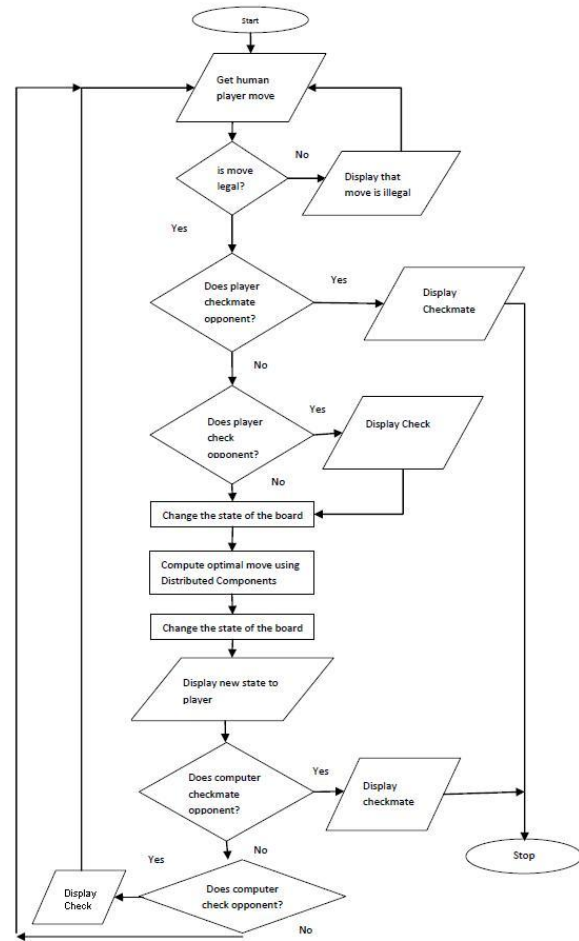 Start
Get human
player move
is move
legal?
No
Display that
move is illegal
Yes
Does player
checkmate
opponent?
Yes
Display
Checkmate
No
Does player
check
opponent?
Yes
Display Check
No
Change the state of the board
Compute optimal move using
Distributed Components
Change the state of the board
Display new state to
player
Does computer
checkmate
opponent?
Yes
Display
checkmate
No
Stop
Yes
Does computer
check opponent?
Display
Check
No